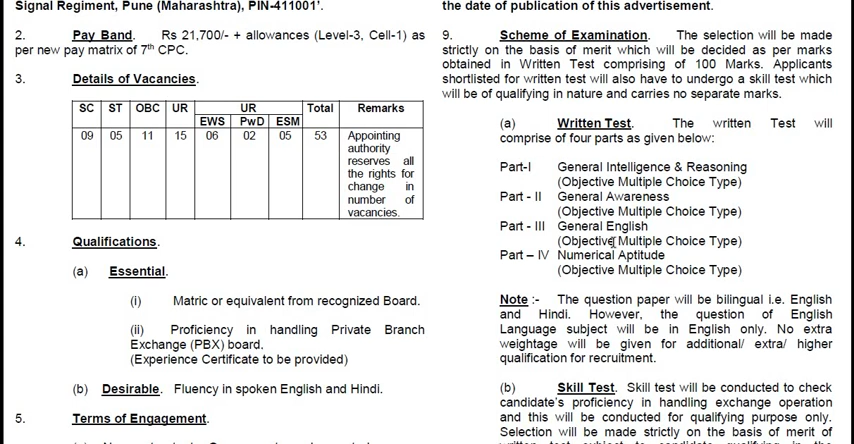 Signal Regiment, Pune (Maharashtra), PIN-411001'.
2. Pay Band. Rs 21,700/- + allowances (Level-3, Cell-1) as
per new pay matrix of 7th CPC.
3. Details of Vacancies.
SC ST OBC UR UR Total Remarks
EWS PwD ESM
09 05 11 15 06 02 05 53 Appointing
authority
reserves all
the rights for
change in
number of
vacancies.
4. Qualifications.
(a) Essential.
(i) Matric or equivalent from recognized Board.
(ii) Proficiency in handling Private Branch
Exchange (PBX) board.
(Experience Certificate to be provided)
(b) Desirable. Fluency in spoken English and Hindi.
5. Terms of Engagement.
the date of publication of this advertisement.
9. Scheme of Examination. The selection will be made
strictly on the basis of merit which will be decided as per marks
obtained in Written Test comprising of 100 Marks. Applicants
shortlisted for written test will also have to undergo a skill test which
will be of qualifying in nature and carries no separate marks.
(a) Written Test. The written Test will
comprise of four parts as given below:
Part-I General Intelligence & Reasoning
(Objective Multiple Choice Type)
Part - II General Awareness
(Objective Multiple Choice Type)
Part - III General English
(Objective Multiple Choice Type)
Part – IV Numerical Aptitude
(Objective Multiple Choice Type)
Note :- The question paper will be bilingual i.e. English
and Hindi. However, the question of English
Language subject will be in English only. No extra
weightage will be given for additional/ extra/ higher
qualification for recruitment.
(b) Skill Test. Skill test will be conducted to check
candidate's proficiency in handling exchange operation
and this will be conducted for qualifying purpose only.
Selection will be made strictly on the basis of merit of